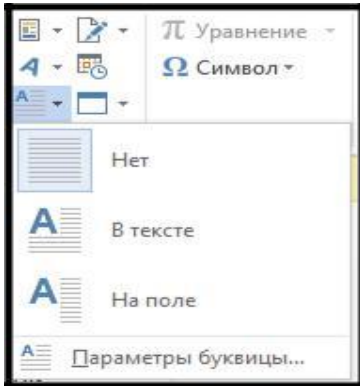 π Уравнение
Ω Символ
Нет
В тексте
На поле
Параметры буквицы...